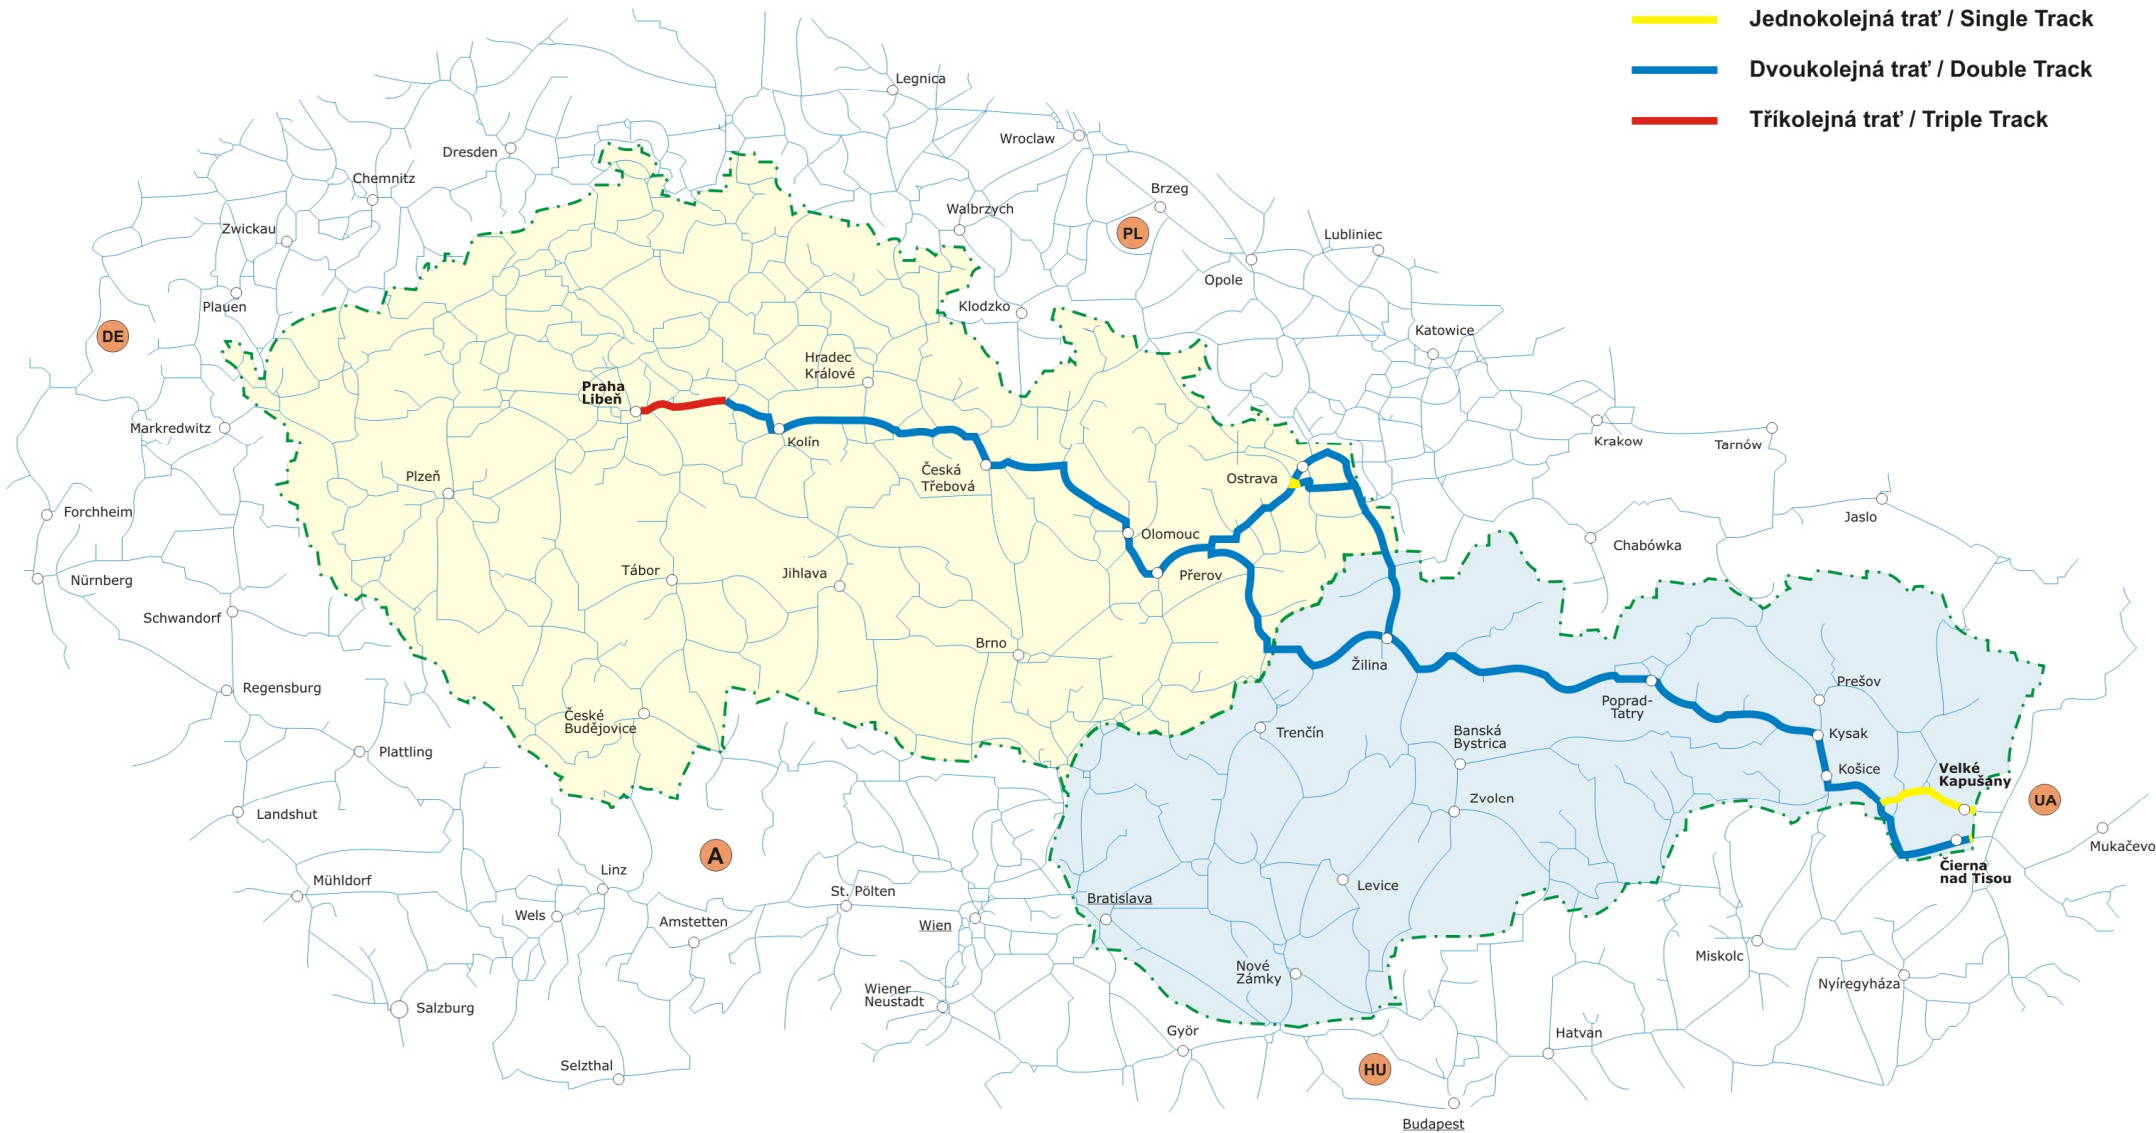 Jednokolejná trať / Single Track
Dvoukolejná trať / Double Track
Tříkolejná trať / Triple Track
Legnica
Wroclaw
Dresden
Chemnitz
Brzeg
Walbrzych
Zwickau
PL
Lubliniec
Opole
Plauen
Klodzko
DE
Katowice
Hradec
Králové
Praha
Libeň
Markredwitz
Kolín
Krakow
Tarnów
Plzeň
Česká
Třebová
Ostrava
Forchheim
Jaslo
Olomouc
Chabówka
Nürnberg
Tábor
Jihlava
Přerov
Schwandorf
Brno
Žilina
Regensburg
Prešov
Poprad-
Tatry
České
Budějovice
Trenčín
Banská
Bystrica
Kysak
Plattling
Košice
Velké
Kapušany
Zvolen
UA
Landshut
Mukačevo
A
Čierna
nad Tisou
Linz
Mühldorf
St. Pölten
Levice
Bratislava
Wels
Amstetten
Wien
Miskolc
Nové
Zámky
Nyíregyháza
Wiener
Neustadt
Salzburg
Györ
Hatvan
Selzthal
HU
Budapest